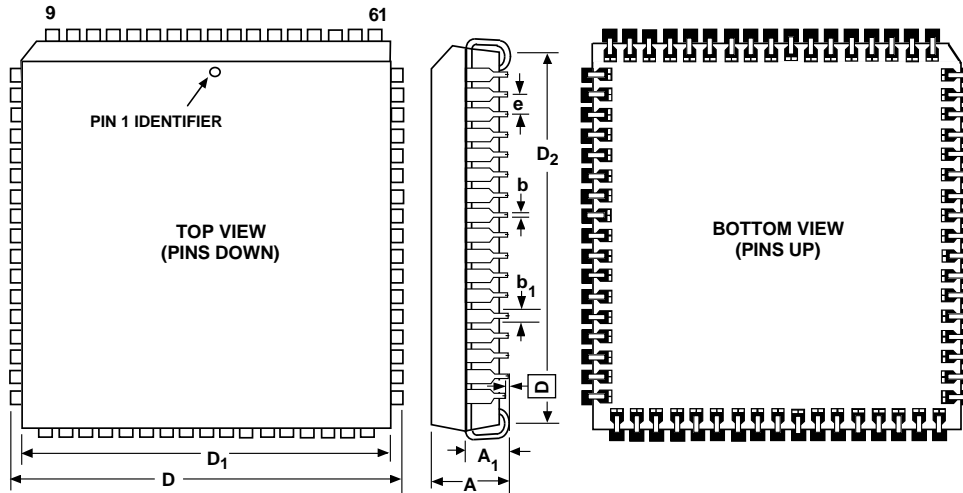 9
61
PIN 1 IDENTIFIER
TOP VIEW
(PINS DOWN)
D1
D
e
D2
b
b1
D
A1
A
BOTTOM VIEW
(PINS UP)